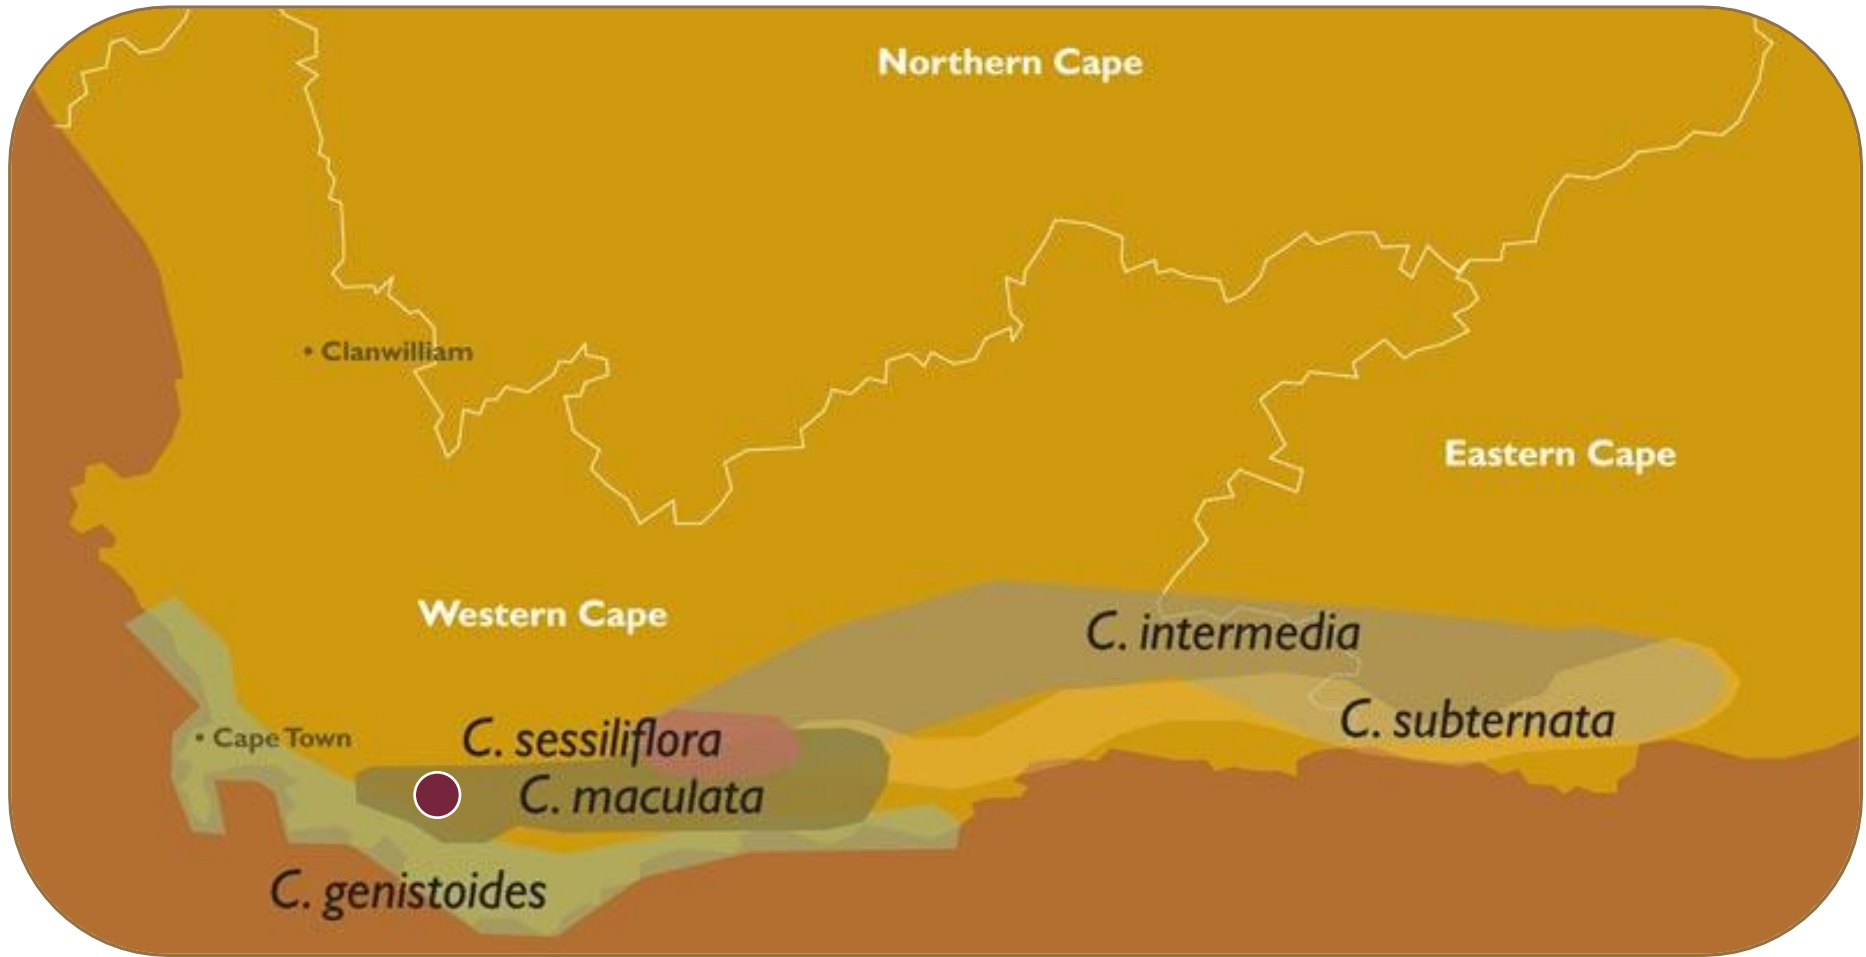 Northern Cape
• Clanwilliam
Eastern Cape
Western Cape
C. intermedia
C. subternata
• Cape Town
C. sessiliflora
C. maculata
C. genistoides